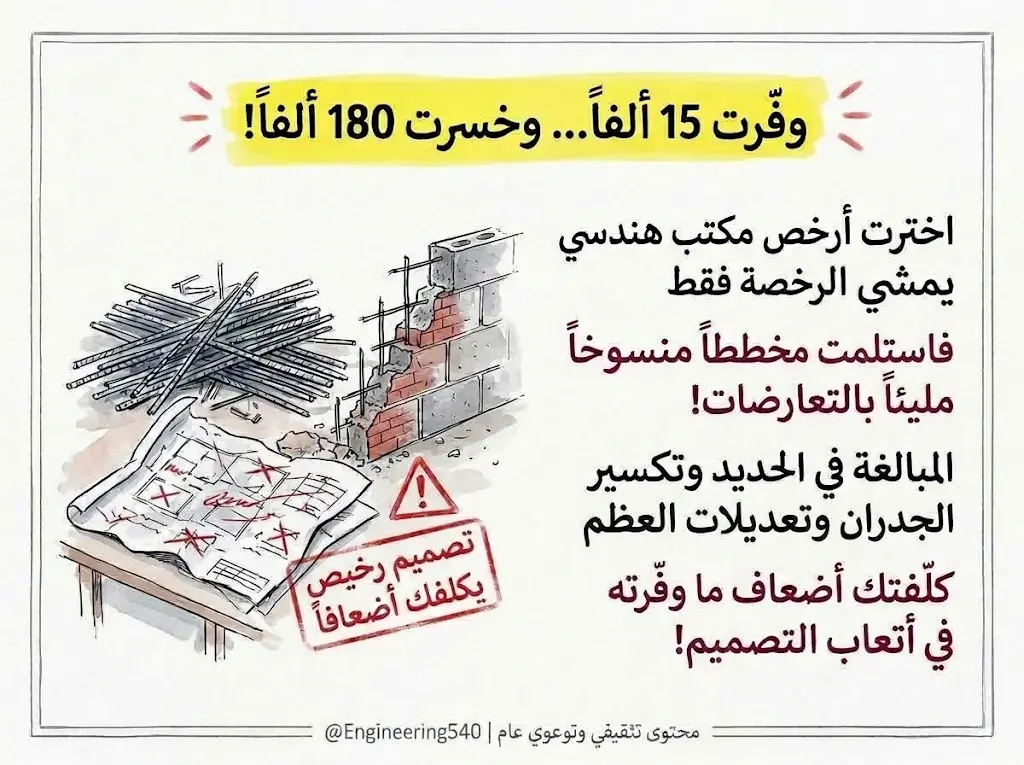 وفّرت 15 ألفاً... وخسرت 180 ألفاً!
اخترت أرخص مكتب هندسي
يمشي الرخصة فقط
فاستلمت مخططاً منسوخاً
مليئاً بالتعارضات!
المبالغة في الحديد وتكسير
الجدران وتعديلات العظم
كلّفتك أضعاف ما وفّرته
في أتعاب التصميم!
تصميم رخيص
يكلفك أضعافاً
محتوى تثقيفي وتوعوي عام | @Engineering540